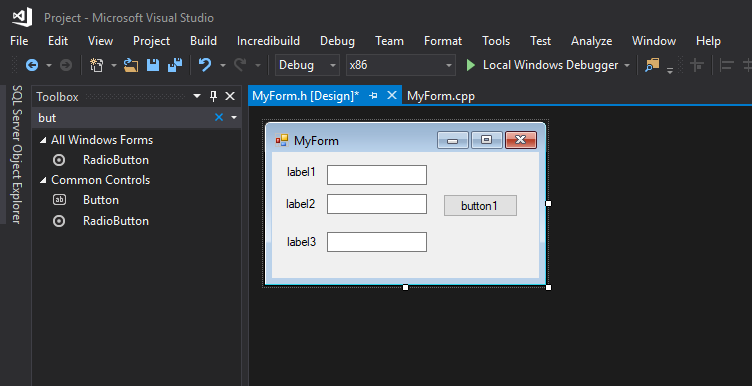 Project - Microsoft Visual Studio
File Edit View Project Build Incredibuild Debug Team Format Tools Test Analyze Window Help
Debug x86 Local Windows Debugger
SQL Server Object Explorer
Toolbox
but
All Windows Forms
RadioButton
Common Controls
ab
Button
RadioButton
MyForm.h [Design]* MyForm.cpp
MyForm
label1
label2 button1
label3